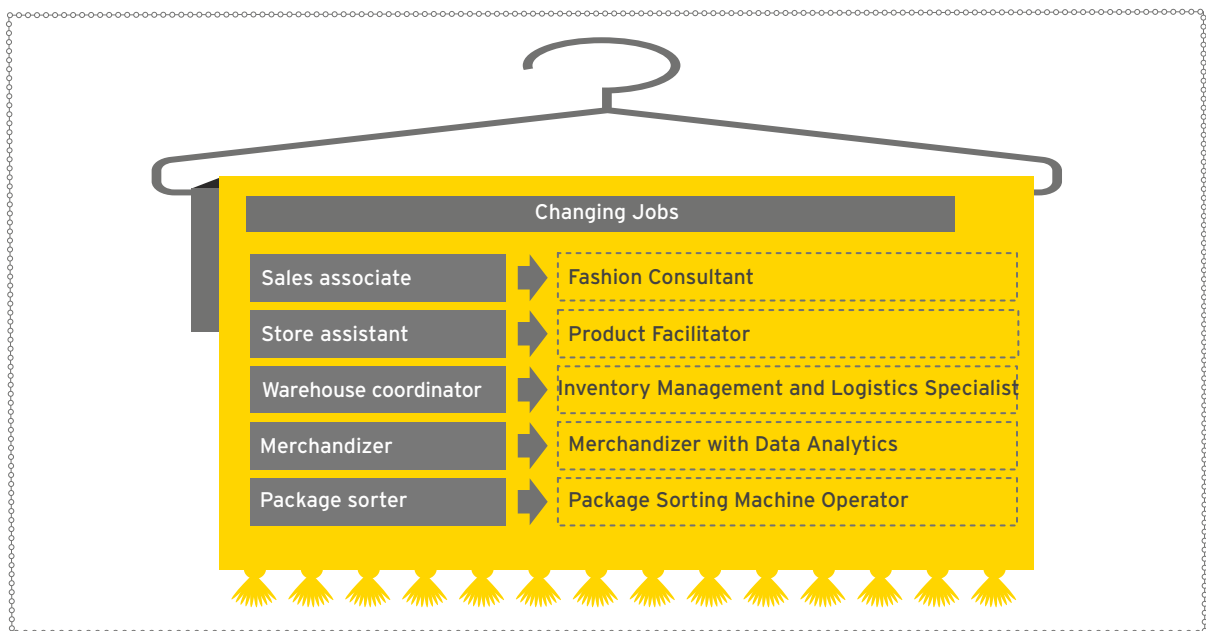 Changing Jobs
Sales associate
Fashion Consultant
Store assistant
Product Facilitator
Warehouse coordinator
Inventory Management and Logistics Specialist
Merchandizer
Merchandizer with Data Analytics
Package sorter
Package Sorting Machine Operator